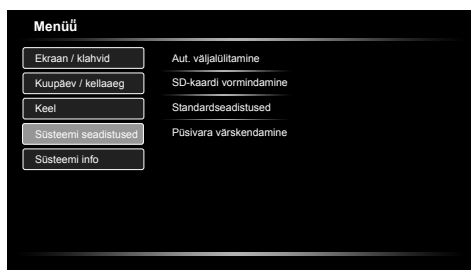 Menüü
Ekraan / klahvid
Aut. väljalülitamine
Kuupäev / kellaaeg
SD-kaardi vormindamine
Keel
Standardseadistused
Süsteemi seadistused
Püsivara värskendamine
Süsteemi info